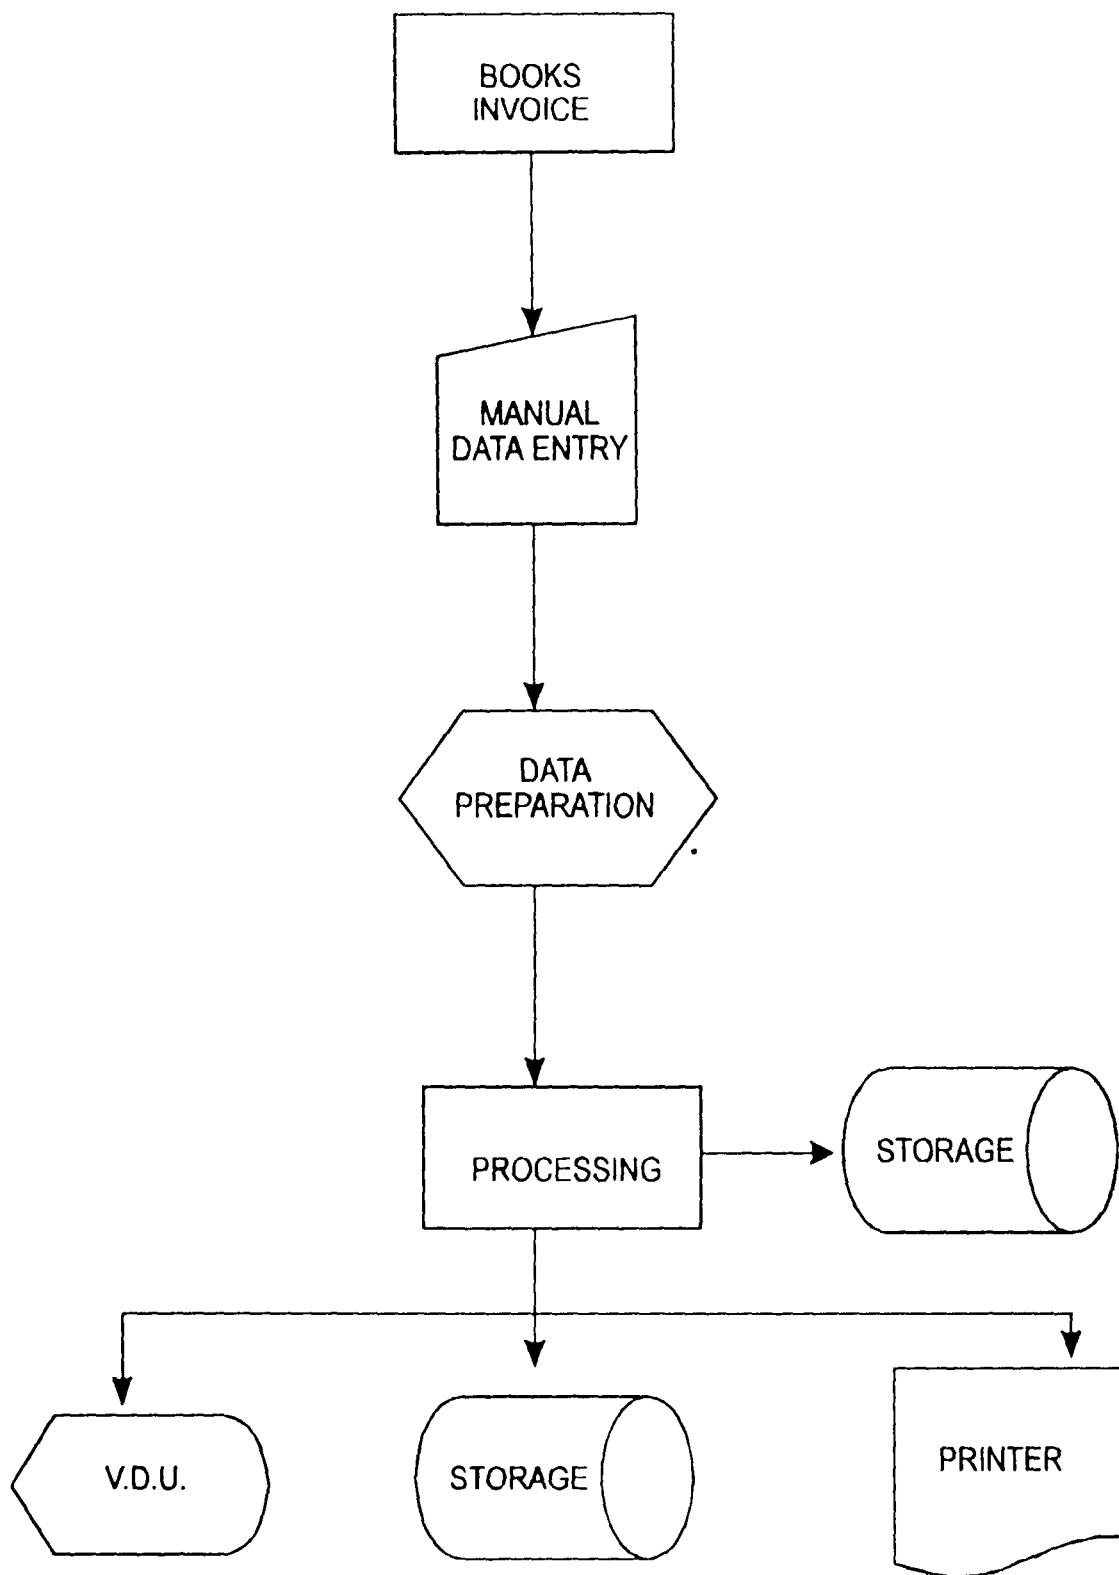 BOOKS
INVOICE
MANUAL
DATA ENTRY
DATA
PREPARATION
PROCESSING
STORAGE
V.D.U.
STORAGE
PRINTER